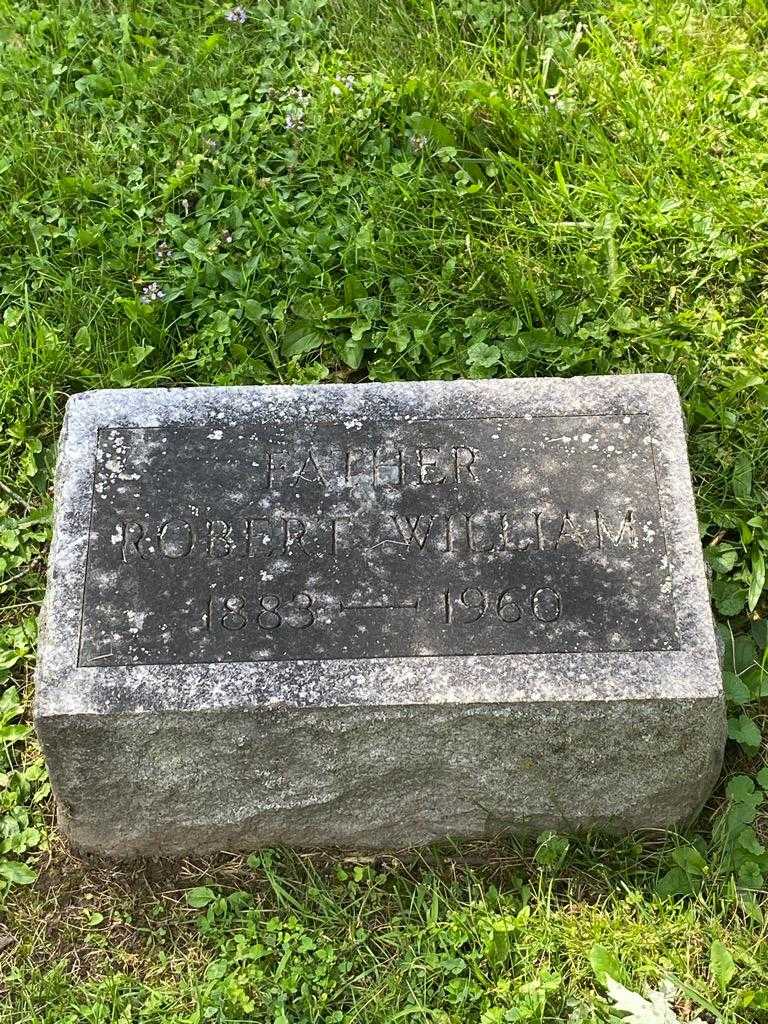 FATHER
ROBERT WILLIAM
1883 — 1960